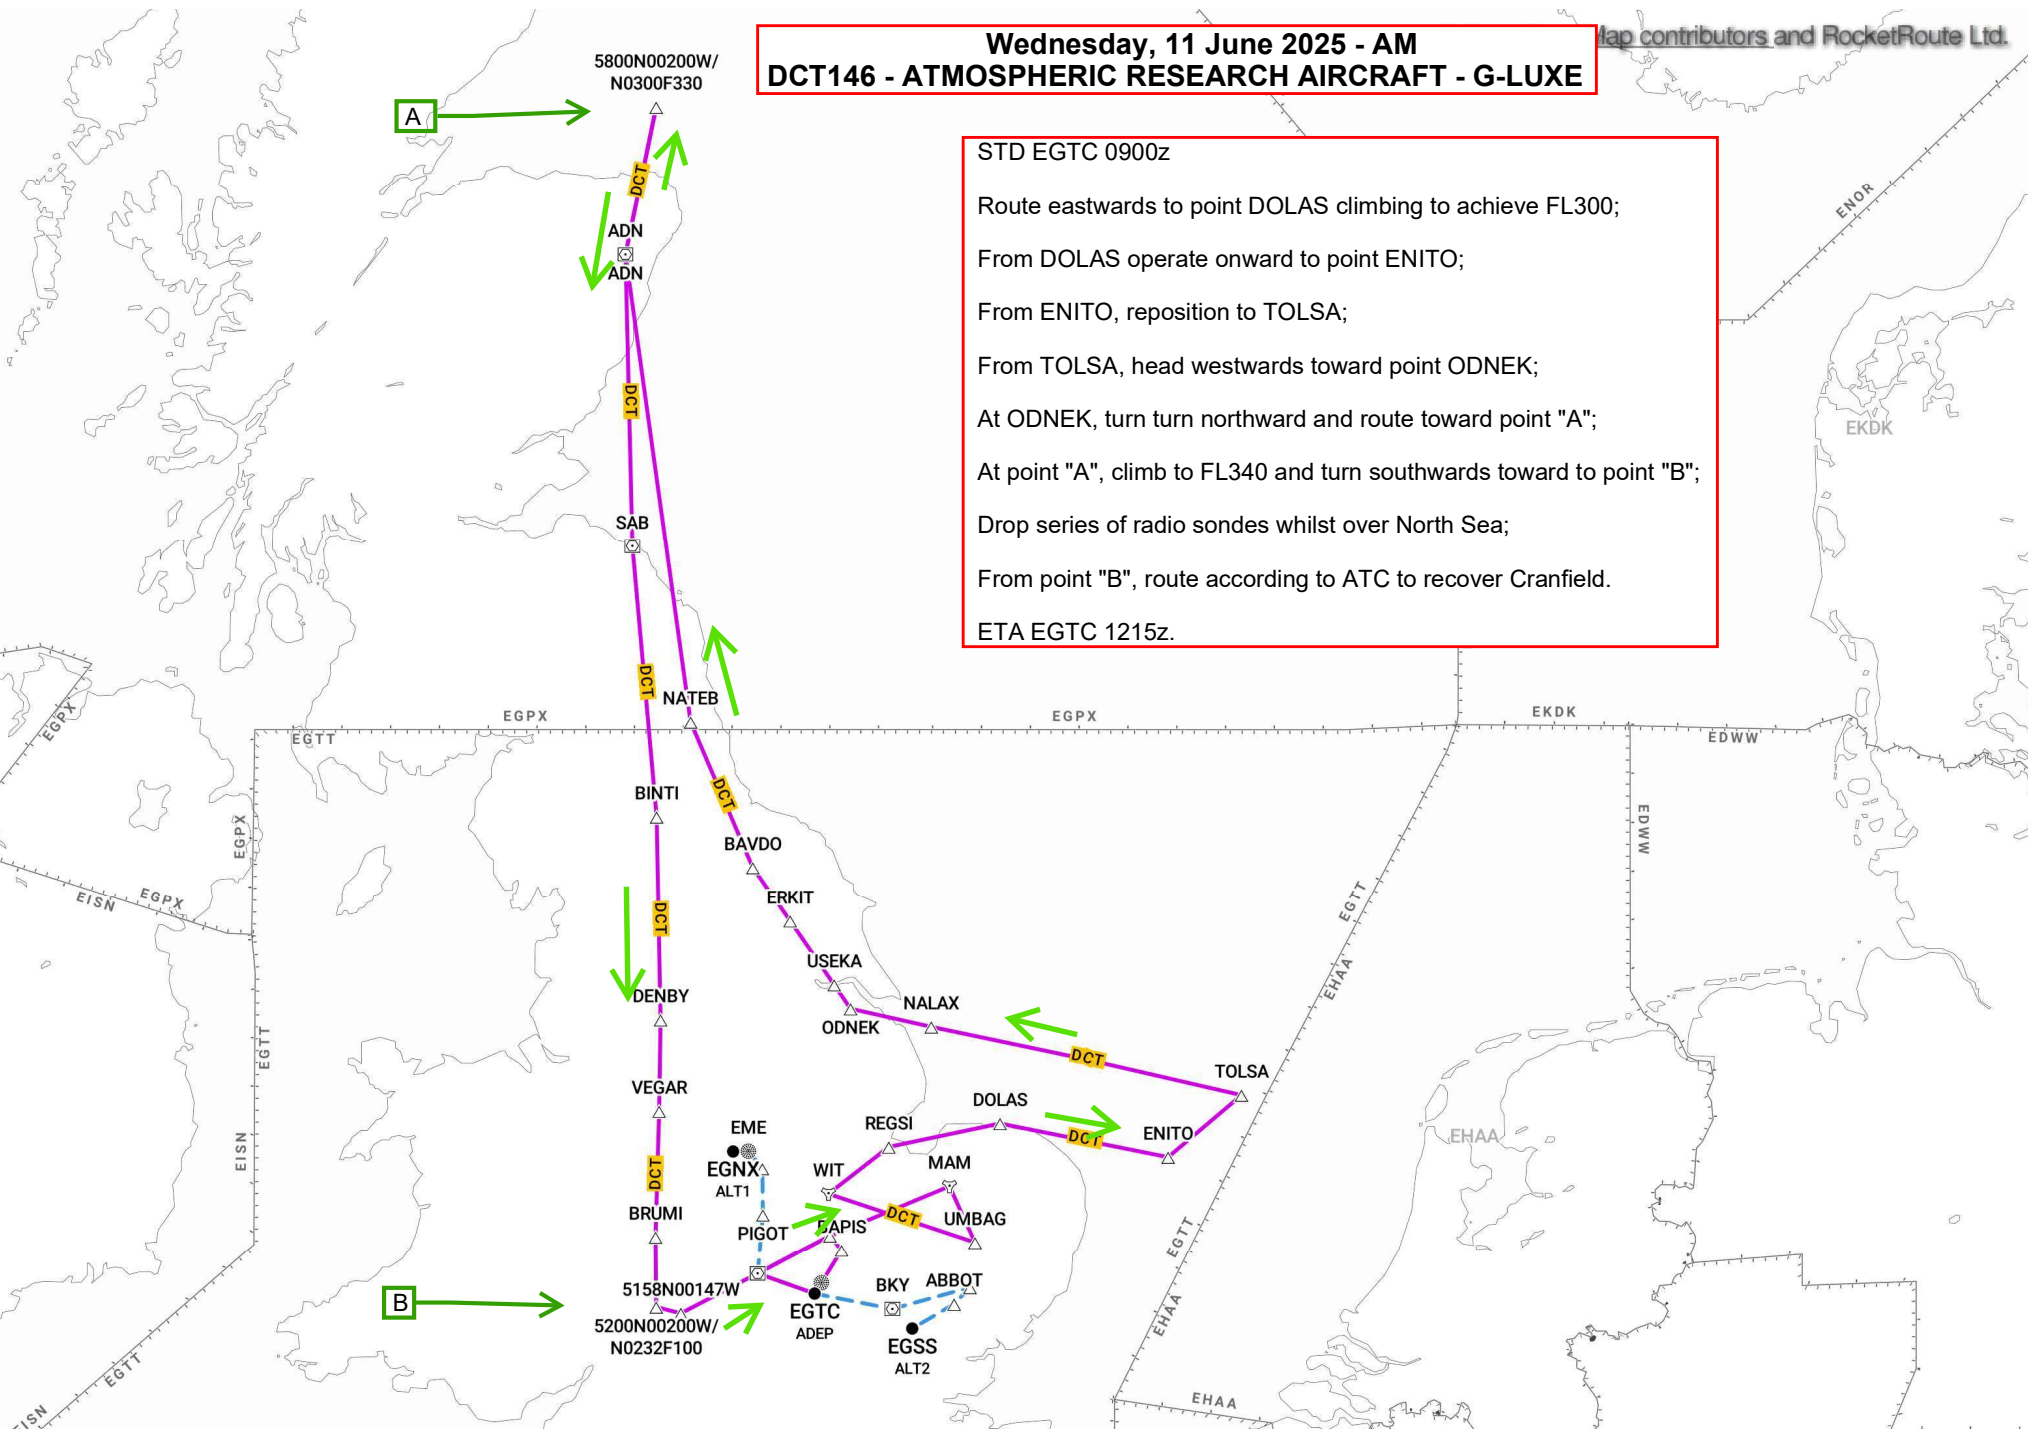 Map contributors and RocketRoute Ltd.
Wednesday, 11 June 2025 - AM
DCT146 - ATMOSPHERIC RESEARCH AIRCRAFT - G-LUXE
5800N00200W/
N0300F330
A
STD EGTC 0900z
Route eastwards to point DOLAS climbing to achieve FL300;
From DOLAS operate onward to point ENITO;
From ENITO, reposition to TOLSA;
From TOLSA, head westwards toward point ODNEK;
At ODNEK, turn turn northward and route toward point "A";
At point "A", climb to FL340 and turn southwards toward to point "B";
Drop series of radio sondes whilst over North Sea;
From point "B", route according to ATC to recover Cranfield.
ETA EGTC 1215z.
DCT
ENOR
ADN
ADN
DCT
EKDK
SAB
DCT
NATEB
EGPX
EGPX
EGPX
EKDK
EGTT
EDWW
BINTI
DCT
EGPX
EDWW
BAVDO
ERKIT
EISN
EGPX
DCT
EGTT
USEKA
EHAA
DENBY
NALAX
ODNEK
EGTT
DCT
TOLSA
VEGAR
DOLAS
REGSI
EME
DCT
ENITO
EHAA
EISN
EGNX
ALT1
WIT
MAM
DCT
BRUMI
DCT
UMBAG
PIGOT
BAPIS
EGTT
5158N00147W
BKY
ABBOT
B
EGTC
ADEP
5200N00200W/
N0232F100
EHAA
EGSS
ALT2
EGTT
EHAA
EISN